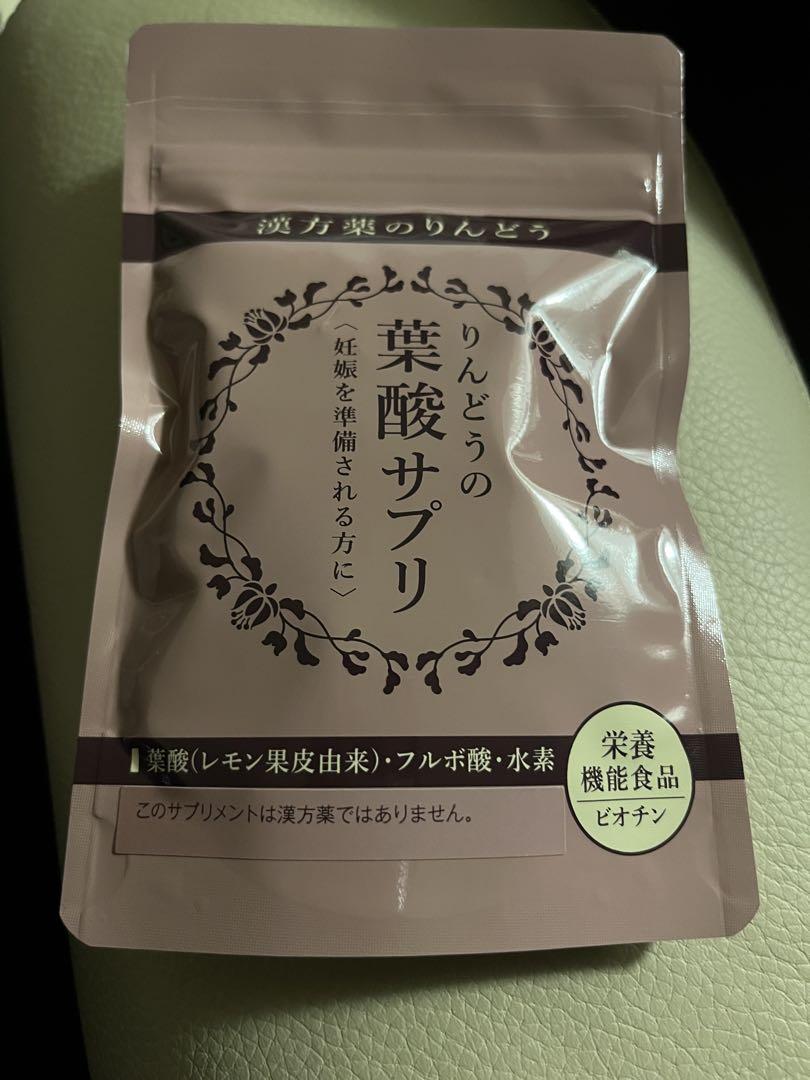 漢方薬のりんどう
りんどうの
葉酸サプリ
〈妊娠を準備される方に〉
葉酸(レモン果皮由来)・フルボ酸・水素
このサプリメントは漢方薬ではありません。
栄養
機能食品
ビオチン